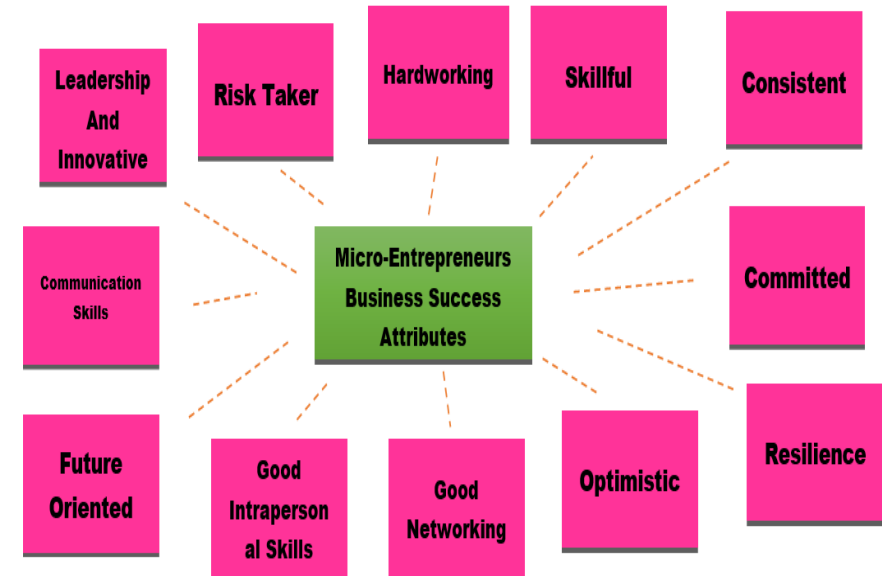 Leadership
And
Innovative
Risk Taker
Hardworking
Skillful
Consistent
Communication
Skills
Micro-Entrepreneurs
Business Success
Attributes
Committed
Future
Oriented
Good
Intraperson
al Skills
Good
Networking
Optimistic
Resilience